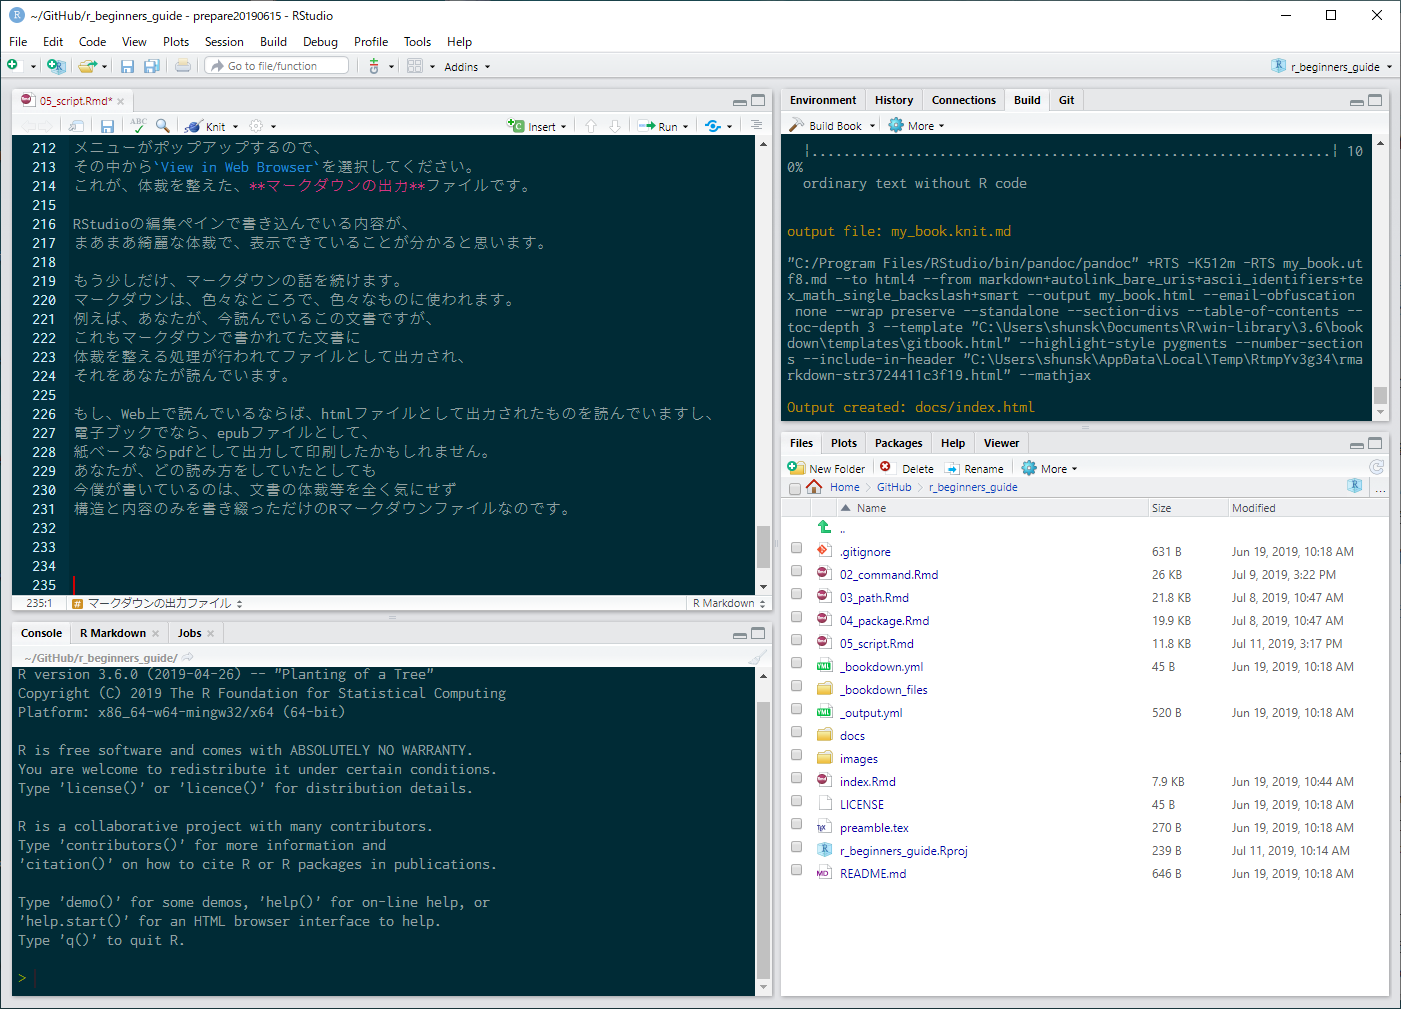 ~/GitHub/r_beginners_guide - prepare20190615 - RStudio
File Edit Code View Plots Session Build Debug Profile Tools Help
Go to file/function Addins r_beginners_guide
05_script.Rmd*
ABC Knit Insert Run
212 メニューがポップアップするので、
213 その中から`View in Web Browser`を選択してください。
214 これが、体裁を整えた、**マークダウンの出力**ファイルです。
215
216 RStudioの編集ペインで書き込んでいる内容が、
217 まあまあ綺麗な体裁で、表示できていることが分かると思います。
218
219 もう少しだけ、マークダウンの話を続けます。
220 マークダウンは、色々なところで、色々なものに使われます。
221 例えば、あなたが、今読んでいるこの文書ですが、
222 これもマークダウンで書かれてた文書に
223 体裁を整える処理が行われてファイルとして出力され、
224 それをあなたが読んでいます。
225
226 もし、Web上で読んでいるならば、htmlファイルとして出力されたものを読んでいますし、
227 電子ブックでなら、epubファイルとして、
228 紙ベースならpdfとして出力して印刷したかもしれません。
229 あなたが、どの読み方をしていたとしても
230 今僕が書いているのは、文書の体裁等を全く気にせず
231 構造と内容のみを書き綴っただけのRマークダウンファイルなのです。
232
233
234
235
235:1 # マークダウンの出力ファイル R Markdown
Console R Markdown Jobs
~/GitHub/r_beginners_guide/
R version 3.6.0 (2019-04-26) -- "Planting of a Tree"
Copyright (C) 2019 The R Foundation for Statistical Computing
Platform: x86_64-w64-mingw32/x64 (64-bit)
R is free software and comes with ABSOLUTELY NO WARRANTY.
You are welcome to redistribute it under certain conditions.
Type 'license()' or 'licence()' for distribution details.
R is a collaborative project with many contributors.
Type 'contributors()' for more information and
'citation()' on how to cite R or R packages in publications.
Type 'demo()' for some demos, 'help()' for on-line help, or
'help.start()' for an HTML browser interface to help.
Type 'q()' to quit R.
>
Environment History Connections Build Git
Build Book More
|.................................................................| 10
0%
ordinary text without R code
output file: my_book.knit.md
"C:/Program Files/RStudio/bin/pandoc/pandoc" +RTS -K512m -RTS my_book.ut
f8.md --to html4 --from markdown+autolink_bare_uris+ascii_identifiers+te
x_math_single_backslash+smart --output my_book.html --email-obfuscation
none --wrap preserve --standalone --section-divs --table-of-contents --
toc-depth 3 --template "C:\Users\shunsk\Documents\R\win-library\3.6\book
down\templates\gitbook.html" --highlight-style pygments --number-section
s --include-in-header "C:\Users\shunsk\AppData\Local\Temp\RtmpYv3g34\rma
rkdown-str3724411c3f19.html" --mathjax
Output created: docs/index.html
Files Plots Packages Help Viewer
New Folder Delete Rename More
Home GitHub r_beginners_guide ...
Name Size Modified
..
.gitignore 631 B Jun 19, 2019, 10:18 AM
02_command.Rmd 26 KB Jul 9, 2019, 3:22 PM
03_path.Rmd 21.8 KB Jul 8, 2019, 10:47 AM
04_package.Rmd 19.9 KB Jul 8, 2019, 10:47 AM
05_script.Rmd 11.8 KB Jul 11, 2019, 3:17 PM
_bookdown.yml 45 B Jun 19, 2019, 10:18 AM
_bookdown_files
_output.yml 520 B Jun 19, 2019, 10:18 AM
docs
images
index.Rmd 7.9 KB Jun 19, 2019, 10:44 AM
LICENSE 45 B Jun 19, 2019, 10:18 AM
preamble.tex 270 B Jun 19, 2019, 10:18 AM
r_beginners_guide.Rproj 239 B Jul 11, 2019, 10:14 AM
README.md 646 B Jun 19, 2019, 10:18 AM